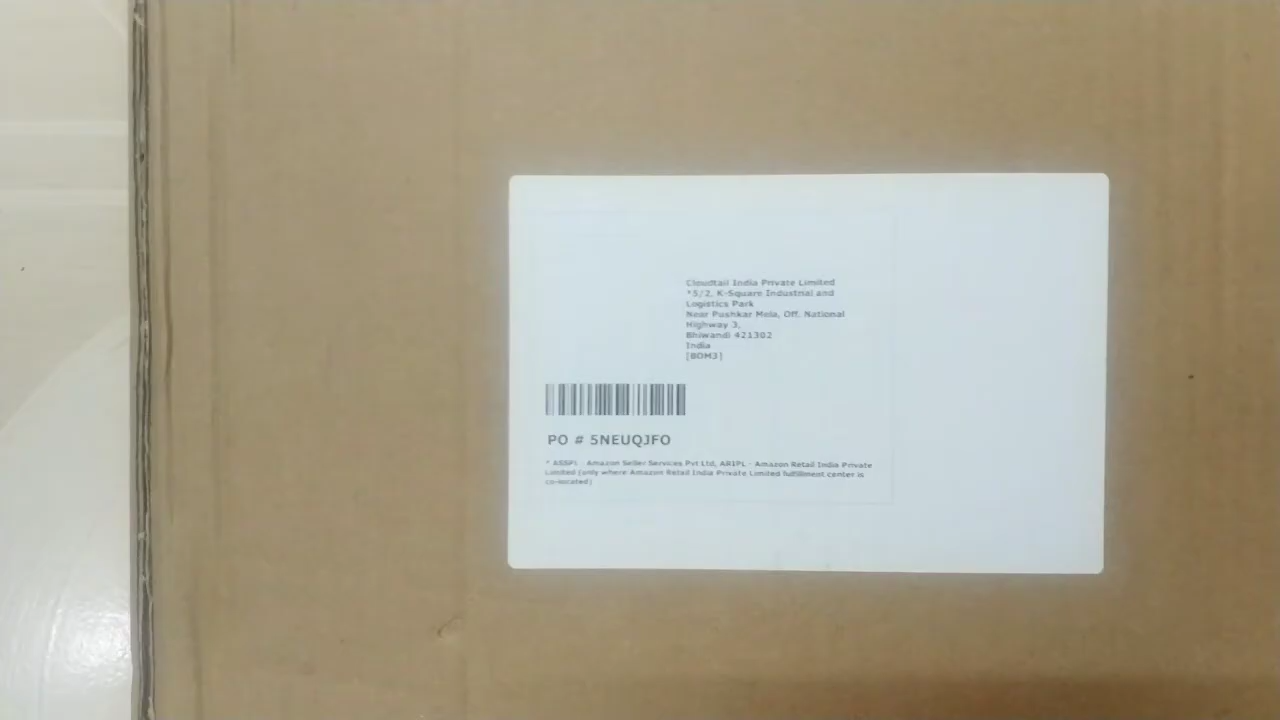 Cloudtail India Private Limited
*5/2, K-Square Industrial and
Logistics Park
Near Pushkar Mela, Off. National
Highway 3,
Bhiwandi 421302
India
[BOM3]
PO # 5NEUQJFO
* ASSPL - Amazon Seller Services Pvt Ltd, ARIPL - Amazon Retail India Private
Limited (only where Amazon Retail India Private Limited fulfillment center is
co-located)